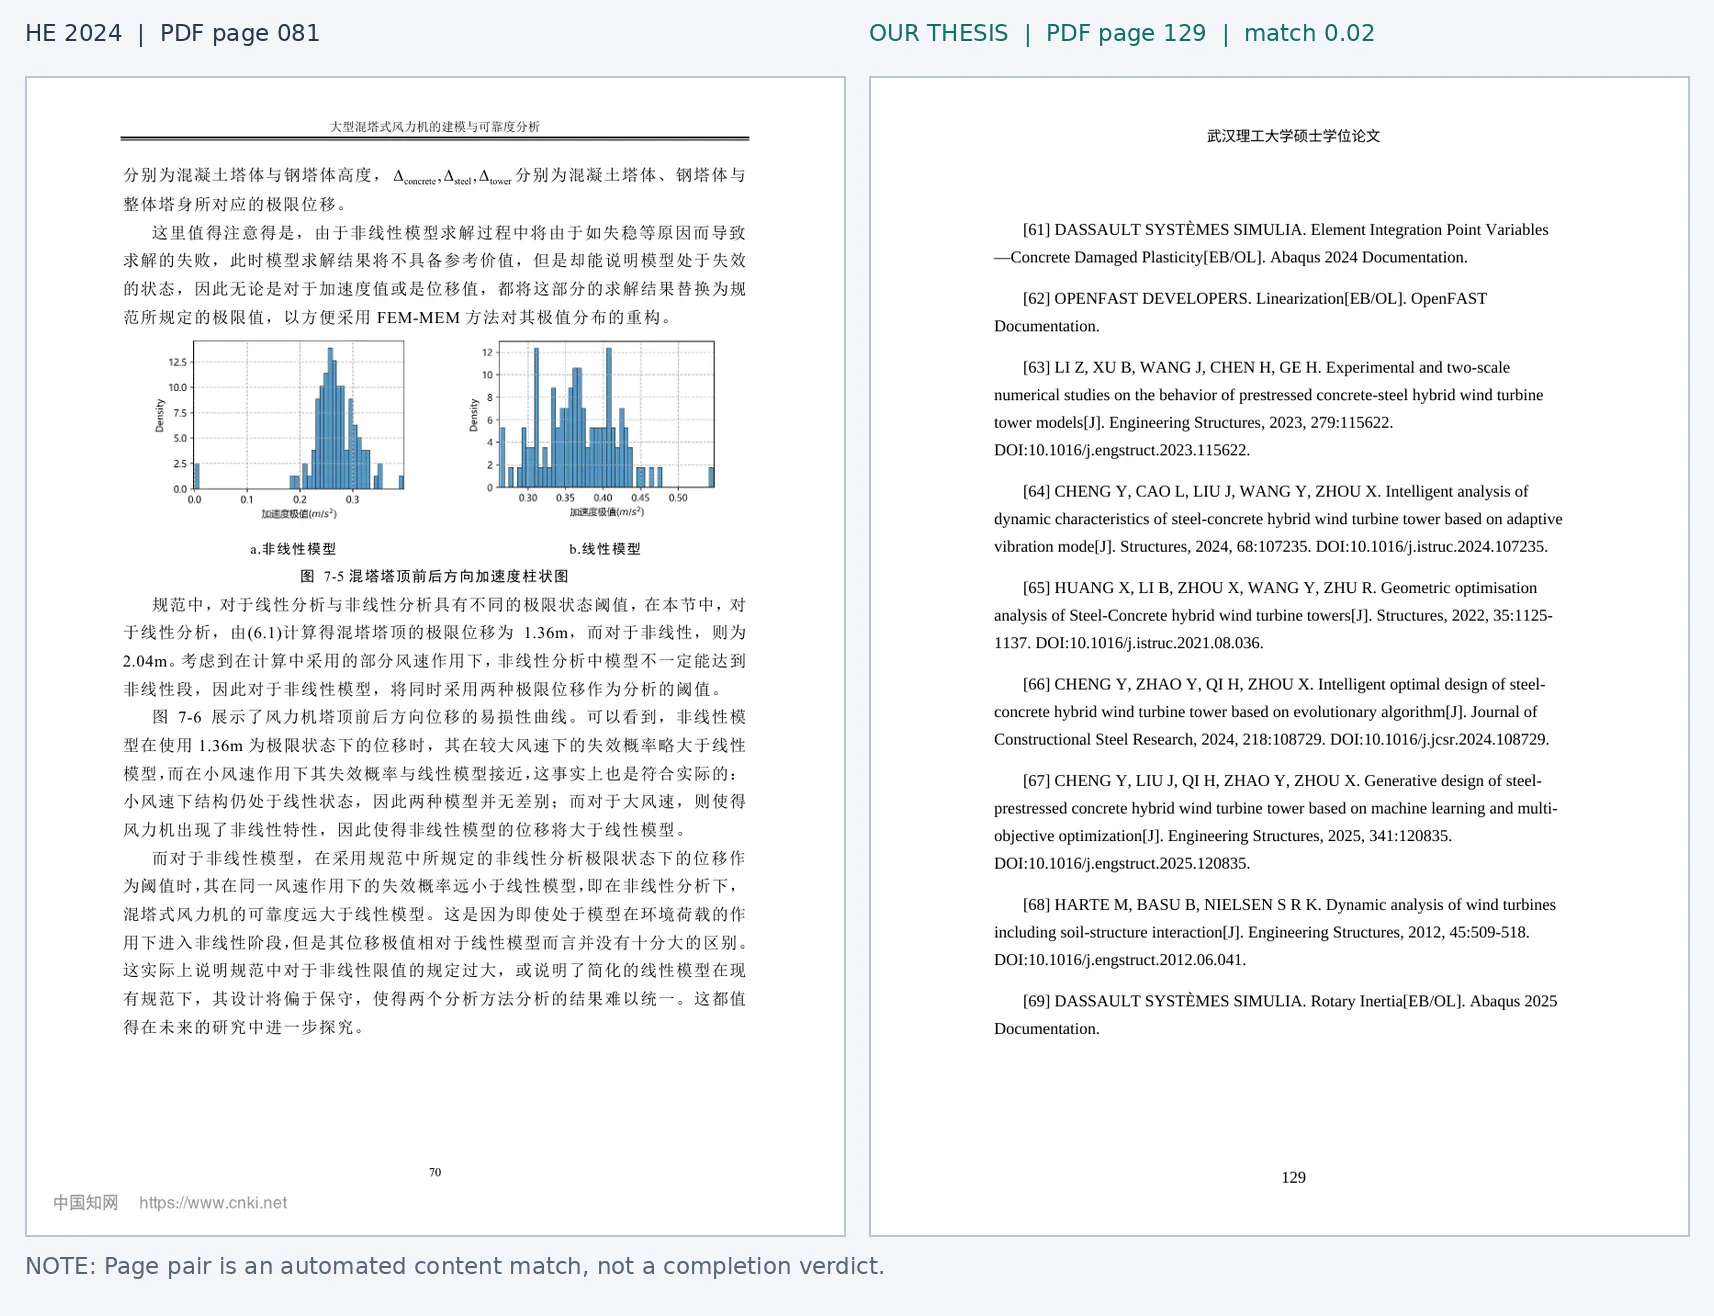 HE 2024 | PDF page 081
大型混塔式风力机的建模与可靠度分析
分别为混凝土塔体与钢塔体高度，Δconcrete,Δsteel,Δtower分别为混凝土塔体、钢塔体与
整体塔身所对应的极限位移。
这里值得注意得是，由于非线性模型求解过程中将由于如失稳等原因而导致
求解的失败，此时模型求解结果将不具备参考价值，但是却能说明模型处于失效
的状态，因此无论是对于加速度值或是位移值，都将这部分的求解结果替换为规
范所规定的极限值，以方便采用 FEM-MEM 方法对其极值分布的重构。
Density
12.5
10.0
7.5
5.0
2.5
0.0
0.0 0.1 0.2 0.3
加速度极值(m/s²)
a.非线性模型
Density
12
10
8
6
4
2
0
0.30 0.35 0.40 0.45 0.50
加速度极值(m/s²)
b.线性模型
图 7-5 混塔塔顶前后方向加速度柱状图
规范中，对于线性分析与非线性分析具有不同的极限状态阈值，在本节中，对
于线性分析，由(6.1)计算得混塔塔顶的极限位移为 1.36m，而对于非线性，则为
2.04m。考虑到在计算中采用的部分风速作用下，非线性分析中模型不一定能达到
非线性段，因此对于非线性模型，将同时采用两种极限位移作为分析的阈值。
图 7-6 展示了风力机塔顶前后方向位移的易损性曲线。可以看到，非线性模
型在使用 1.36m 为极限状态下的位移时，其在较大风速下的失效概率略大于线性
模型，而在小风速作用下其失效概率与线性模型接近，这事实上也是符合实际的：
小风速下结构仍处于线性状态，因此两种模型并无差别；而对于大风速，则使得
风力机出现了非线性特性，因此使得非线性模型的位移将大于线性模型。
而对于非线性模型，在采用规范中所规定的非线性分析极限状态下的位移作
为阈值时，其在同一风速作用下的失效概率远小于线性模型，即在非线性分析下，
混塔式风力机的可靠度远大于线性模型。这是因为即使处于模型在环境荷载的作
用下进入非线性阶段，但是其位移极值相对于线性模型而言并没有十分大的区别。
这实际上说明规范中对于非线性限值的规定过大，或说明了简化的线性模型在现
有规范下，其设计将偏于保守，使得两个分析方法分析的结果难以统一。这都值
得在未来的研究中进一步探究。
70
中国知网 https://www.cnki.net
OUR THESIS | PDF page 129 | match 0.02
武汉理工大学硕士学位论文
[61] DASSAULT SYSTÈMES SIMULIA. Element Integration Point Variables
—Concrete Damaged Plasticity[EB/OL]. Abaqus 2024 Documentation.
[62] OPENFAST DEVELOPERS. Linearization[EB/OL]. OpenFAST
Documentation.
[63] LI Z, XU B, WANG J, CHEN H, GE H. Experimental and two-scale
numerical studies on the behavior of prestressed concrete-steel hybrid wind turbine
tower models[J]. Engineering Structures, 2023, 279:115622.
DOI:10.1016/j.engstruct.2023.115622.
[64] CHENG Y, CAO L, LIU J, WANG Y, ZHOU X. Intelligent analysis of
dynamic characteristics of steel-concrete hybrid wind turbine tower based on adaptive
vibration mode[J]. Structures, 2024, 68:107235. DOI:10.1016/j.istruc.2024.107235.
[65] HUANG X, LI B, ZHOU X, WANG Y, ZHU R. Geometric optimisation
analysis of Steel-Concrete hybrid wind turbine towers[J]. Structures, 2022, 35:1125-
1137. DOI:10.1016/j.istruc.2021.08.036.
[66] CHENG Y, ZHAO Y, QI H, ZHOU X. Intelligent optimal design of steel-
concrete hybrid wind turbine tower based on evolutionary algorithm[J]. Journal of
Constructional Steel Research, 2024, 218:108729. DOI:10.1016/j.jcsr.2024.108729.
[67] CHENG Y, LIU J, QI H, ZHAO Y, ZHOU X. Generative design of steel-
prestressed concrete hybrid wind turbine tower based on machine learning and multi-
objective optimization[J]. Engineering Structures, 2025, 341:120835.
DOI:10.1016/j.engstruct.2025.120835.
[68] HARTE M, BASU B, NIELSEN S R K. Dynamic analysis of wind turbines
including soil-structure interaction[J]. Engineering Structures, 2012, 45:509-518.
DOI:10.1016/j.engstruct.2012.06.041.
[69] DASSAULT SYSTÈMES SIMULIA. Rotary Inertia[EB/OL]. Abaqus 2025
Documentation.
129
NOTE: Page pair is an automated content match, not a completion verdict.